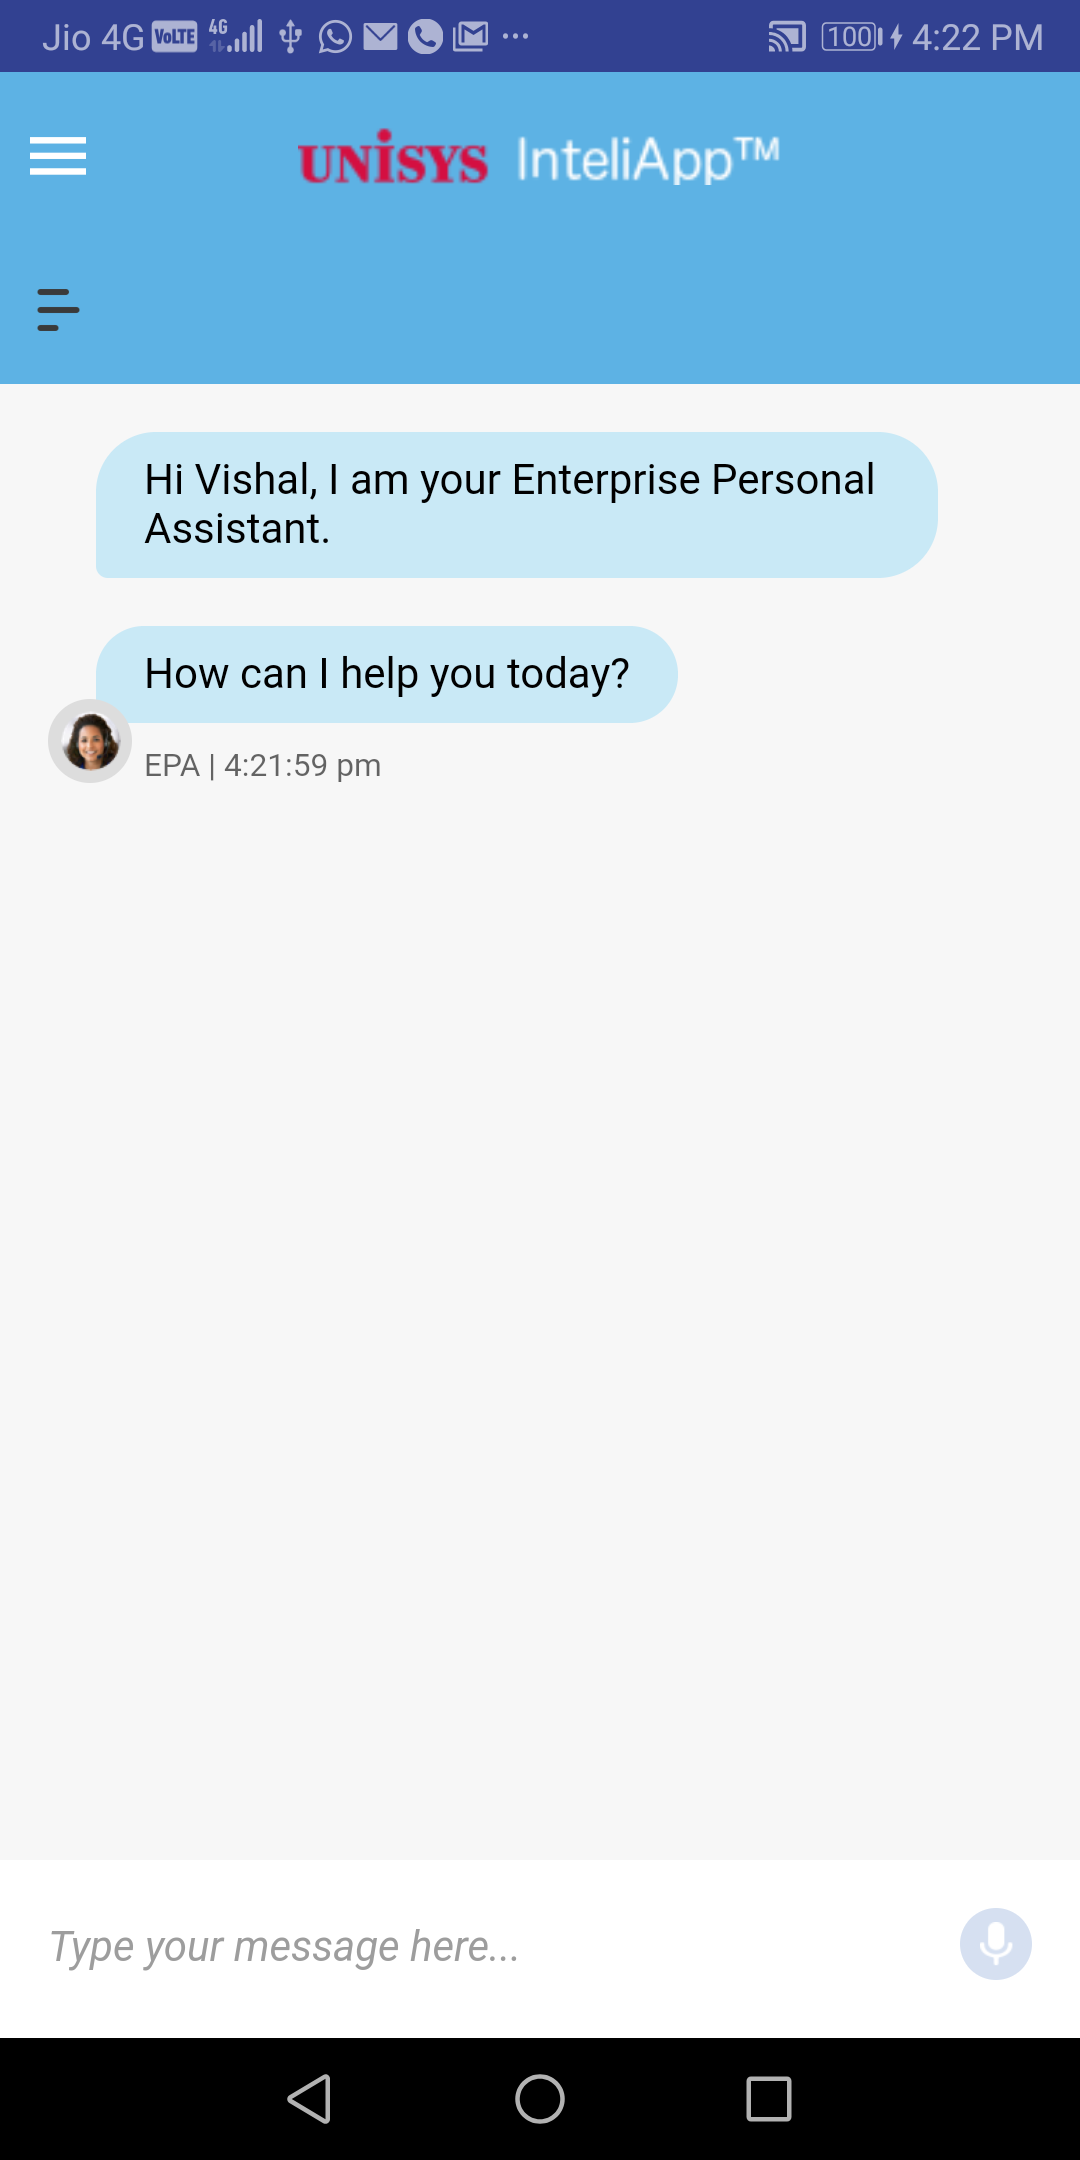 Jio 4G VoLTE 4G 100 4:22 PM
UNiSYS InteliApp™
Hi Vishal, I am your Enterprise Personal
Assistant.
How can I help you today?
EPA | 4:21:59 pm
Type your message here...